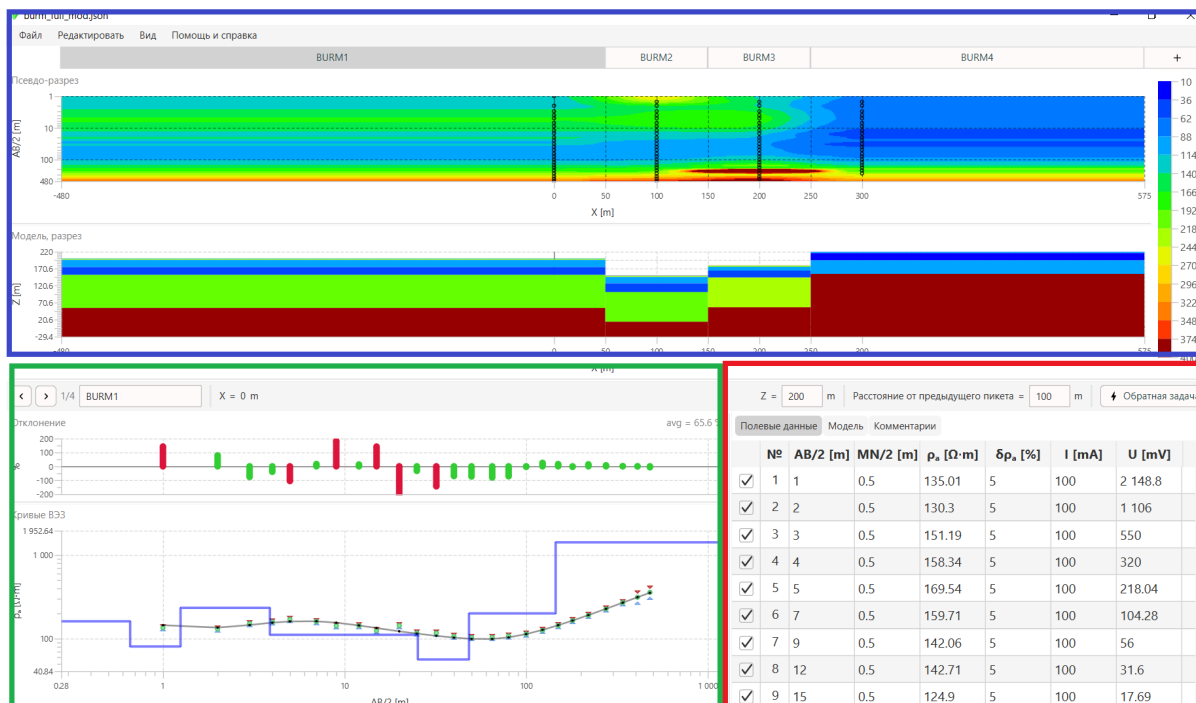 burm_full_mod.json
Файл Редактировать Вид Помощь и справка
BURM1 BURM2 BURM3 BURM4 +
Псевдо-разрез
AB/2 [m]
1
10
100
480
-480 0 50 100 150 200 250 300 575
X [m]
10
36
62
88
114
140
166
192
218
244
270
296
322
348
374
400
Модель, разрез
Z [m]
220
170.6
120.6
70.6
20.6
-29.4
-480 0 50 100 150 200 250 300 575
X [m]
1/4 BURM1 X = 0 m
Отклонение avg = 65.6 %
%
200
100
0
-100
-200
Кривые ВЭЗ
ρₐ [Ω·m]
1 952.64
1 000
100
40.84
0.28 1 10 100 1 000
AB/2 [m]
Z = 200 m Расстояние от предыдущего пикета = 100 m Обратная задача
Полевые данные Модель Комментарии
№ AB/2 [m] MN/2 [m] ρₐ [Ω·m] δρₐ [%] I [mA] U [mV]
1 1 0.5 135.01 5 100 2 148.8
2 2 0.5 130.3 5 100 1 106
3 3 0.5 151.19 5 100 550
4 4 0.5 158.34 5 100 320
5 5 0.5 169.54 5 100 218.04
6 7 0.5 159.71 5 100 104.28
7 9 0.5 142.06 5 100 56
8 12 0.5 142.71 5 100 31.6
9 15 0.5 124.9 5 100 17.69